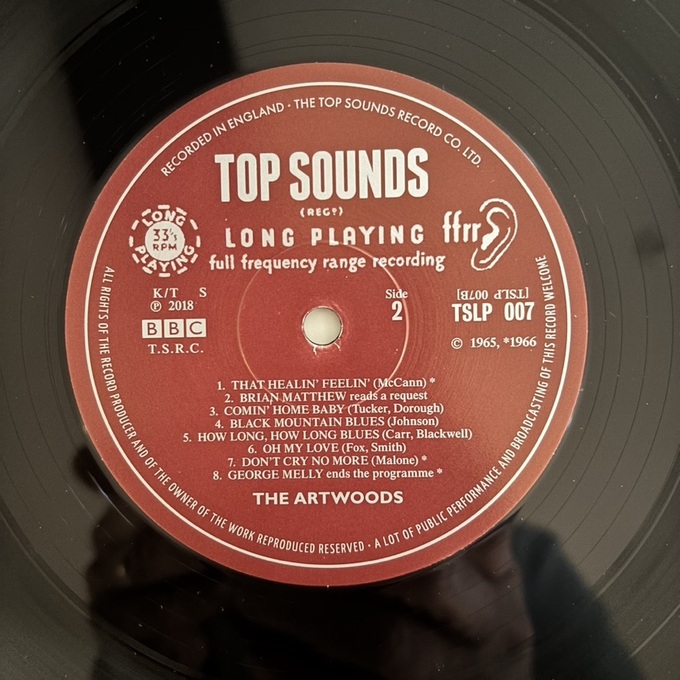 RECORDED IN ENGLAND · THE TOP SOUNDS RECORD CO. LTD.
TOP SOUNDS
(REGD)
LONG PLAYING
33⅓
RPM
LONG PLAYING
ffrr
full frequency range recording
K/T S
℗ 2018
BBC
T.S.R.C.
Side
2
[TSLP 007B]
TSLP 007
© 1965, *1966
1. THAT HEALIN' FEELIN' (McCann) *
2. BRIAN MATTHEW reads a request
3. COMIN' HOME BABY (Tucker, Dorough)
4. BLACK MOUNTAIN BLUES (Johnson)
5. HOW LONG, HOW LONG BLUES (Carr, Blackwell)
6. OH MY LOVE (Fox, Smith)
7. DON'T CRY NO MORE (Malone) *
8. GEORGE MELLY ends the programme *
THE ARTWOODS
ALL RIGHTS OF THE RECORD PRODUCER AND OF THE OWNER OF THE WORK REPRODUCED RESERVED · A LOT OF PUBLIC PERFORMANCE AND BROADCASTING OF THIS RECORD WELCOME